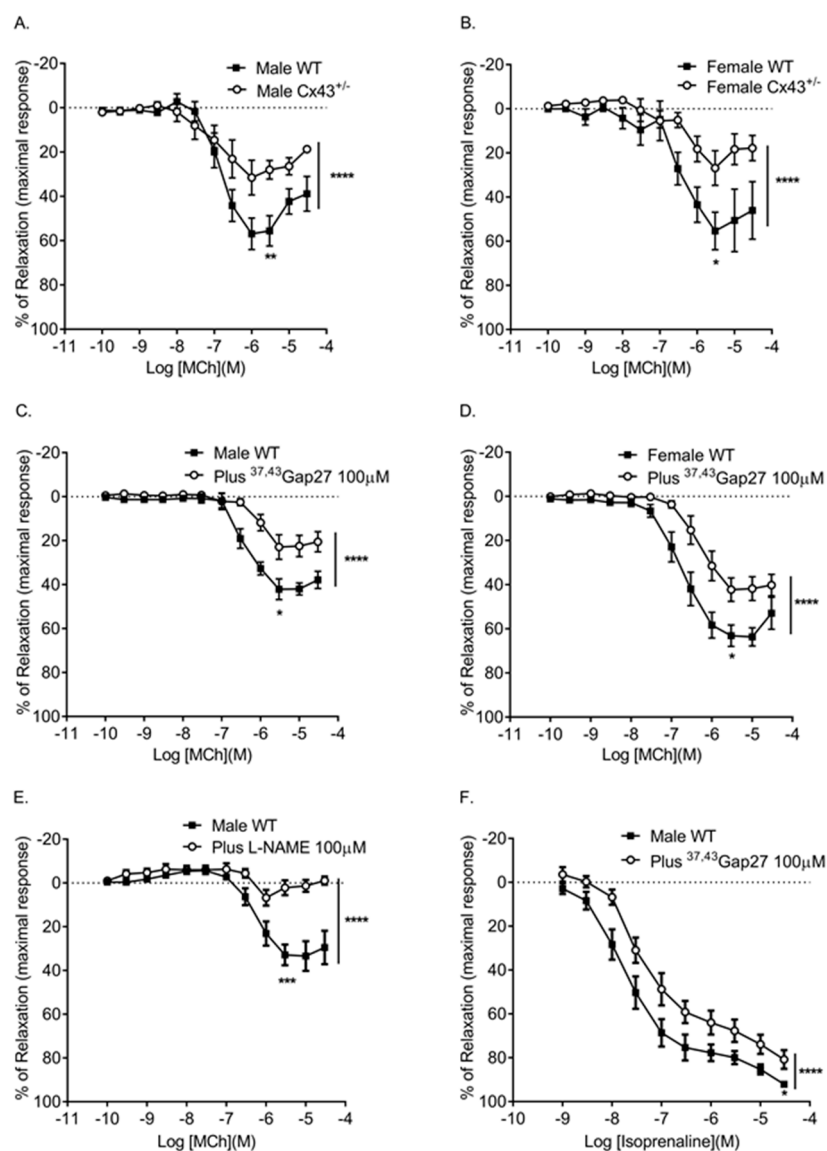 A.
Male WT
Male Cx43+/-
% of Relaxation (maximal response)
-20
0
20
40
60
80
100
****
**
-11 -10 -9 -8 -7 -6 -5 -4
Log [MCh](M)
B.
Female WT
Female Cx43+/-
% of Relaxation (maximal response)
-20
0
20
40
60
80
100
****
*
-11 -10 -9 -8 -7 -6 -5 -4
Log [MCh](M)
C.
Male WT
Plus 37,43Gap27 100μM
% of Relaxation (maximal response)
-20
0
20
40
60
80
100
****
*
-11 -10 -9 -8 -7 -6 -5 -4
Log [MCh](M)
D.
Female WT
Plus 37,43Gap27 100μM
% of Relaxation (maximal response)
-20
0
20
40
60
80
100
****
*
-11 -10 -9 -8 -7 -6 -5 -4
Log [MCh](M)
E.
Male WT
Plus L-NAME 100μM
% of Relaxation (maximal response)
-20
0
20
40
60
80
100
****
***
-11 -10 -9 -8 -7 -6 -5 -4
Log [MCh](M)
F.
Male WT
Plus 37,43Gap27 100μM
% of Relaxation (maximal response)
-20
0
20
40
60
80
100
****
*
-10 -9 -8 -7 -6 -5 -4
Log [Isoprenaline](M)